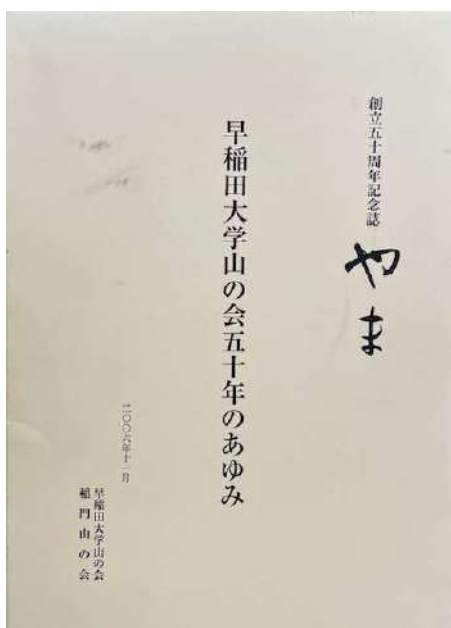 創立五十周年記念誌
やま
早稲田大学山の会五十年のあゆみ
二〇〇六年十一月
早稲田大学山の会
稲門山の会